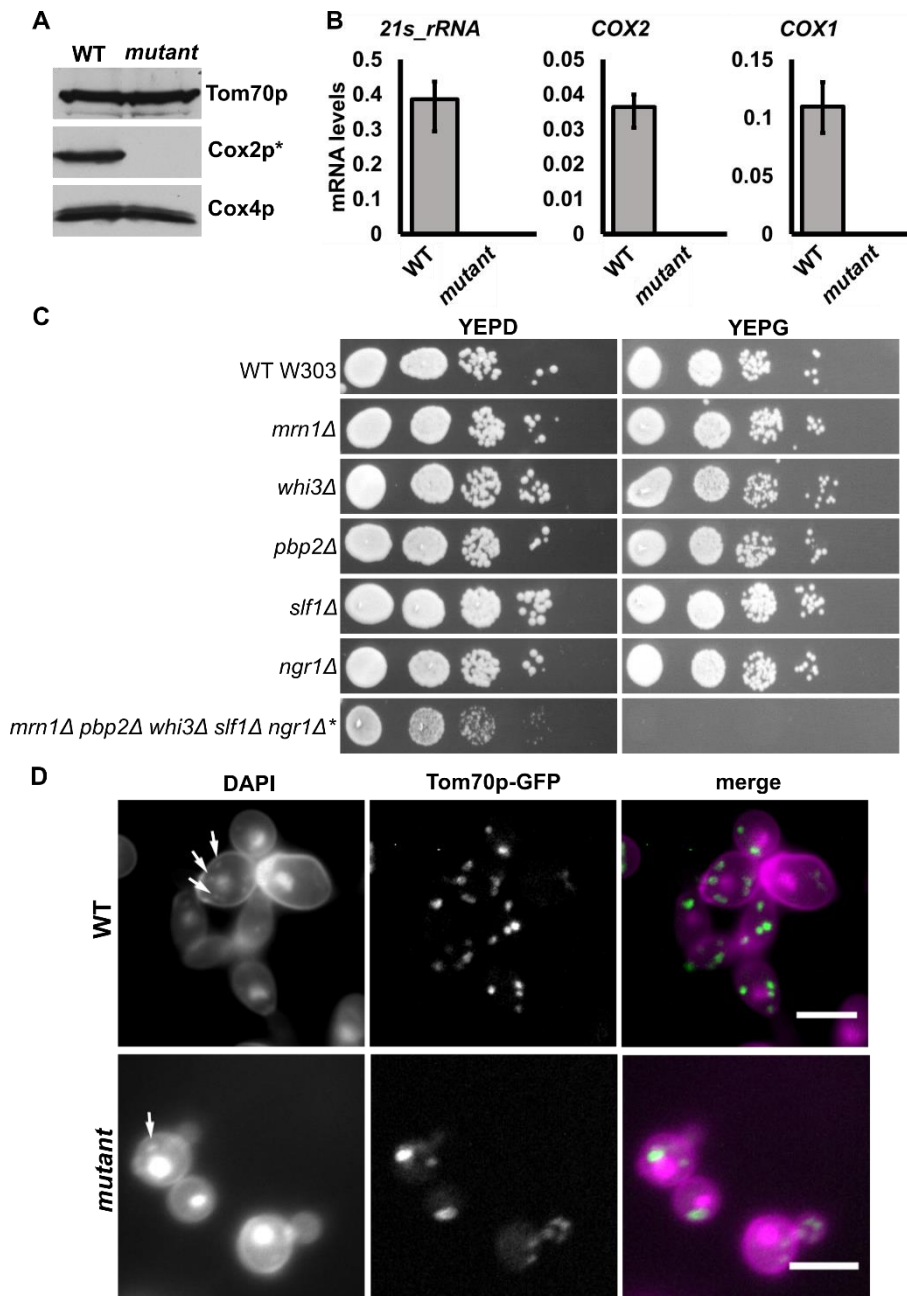 A
WT mutant
Tom70p
Cox2p*
Cox4p
B
21s_rRNA COX2 COX1
mRNA levels
0.5
0.4
0.3
0.2
0.1
0
WT
mutant
0.05
0.04
0.03
0.02
0.01
0
WT
mutant
0.15
0.1
0.05
0
WT
mutant
C
YEPD YEPG
WT W303
mrn1Δ
whi3Δ
pbp2Δ
slf1Δ
ngr1Δ
mrn1Δ pbp2Δ whi3Δ slf1Δ ngr1Δ*
D
DAPI Tom70p-GFP merge
WT
mutant